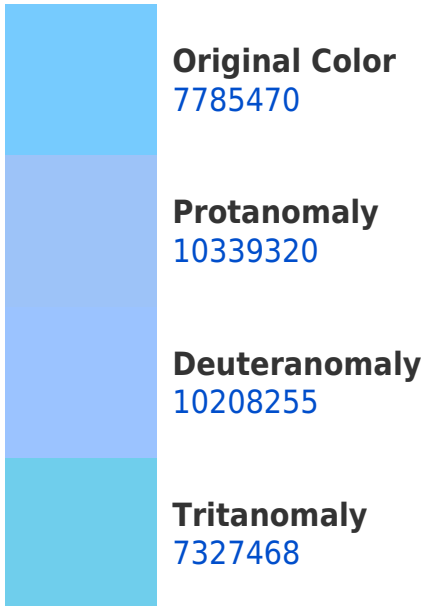 Original Color
7785470
Protanomaly
10339320
Deuteranomaly
10208255
Tritanomaly
7327468